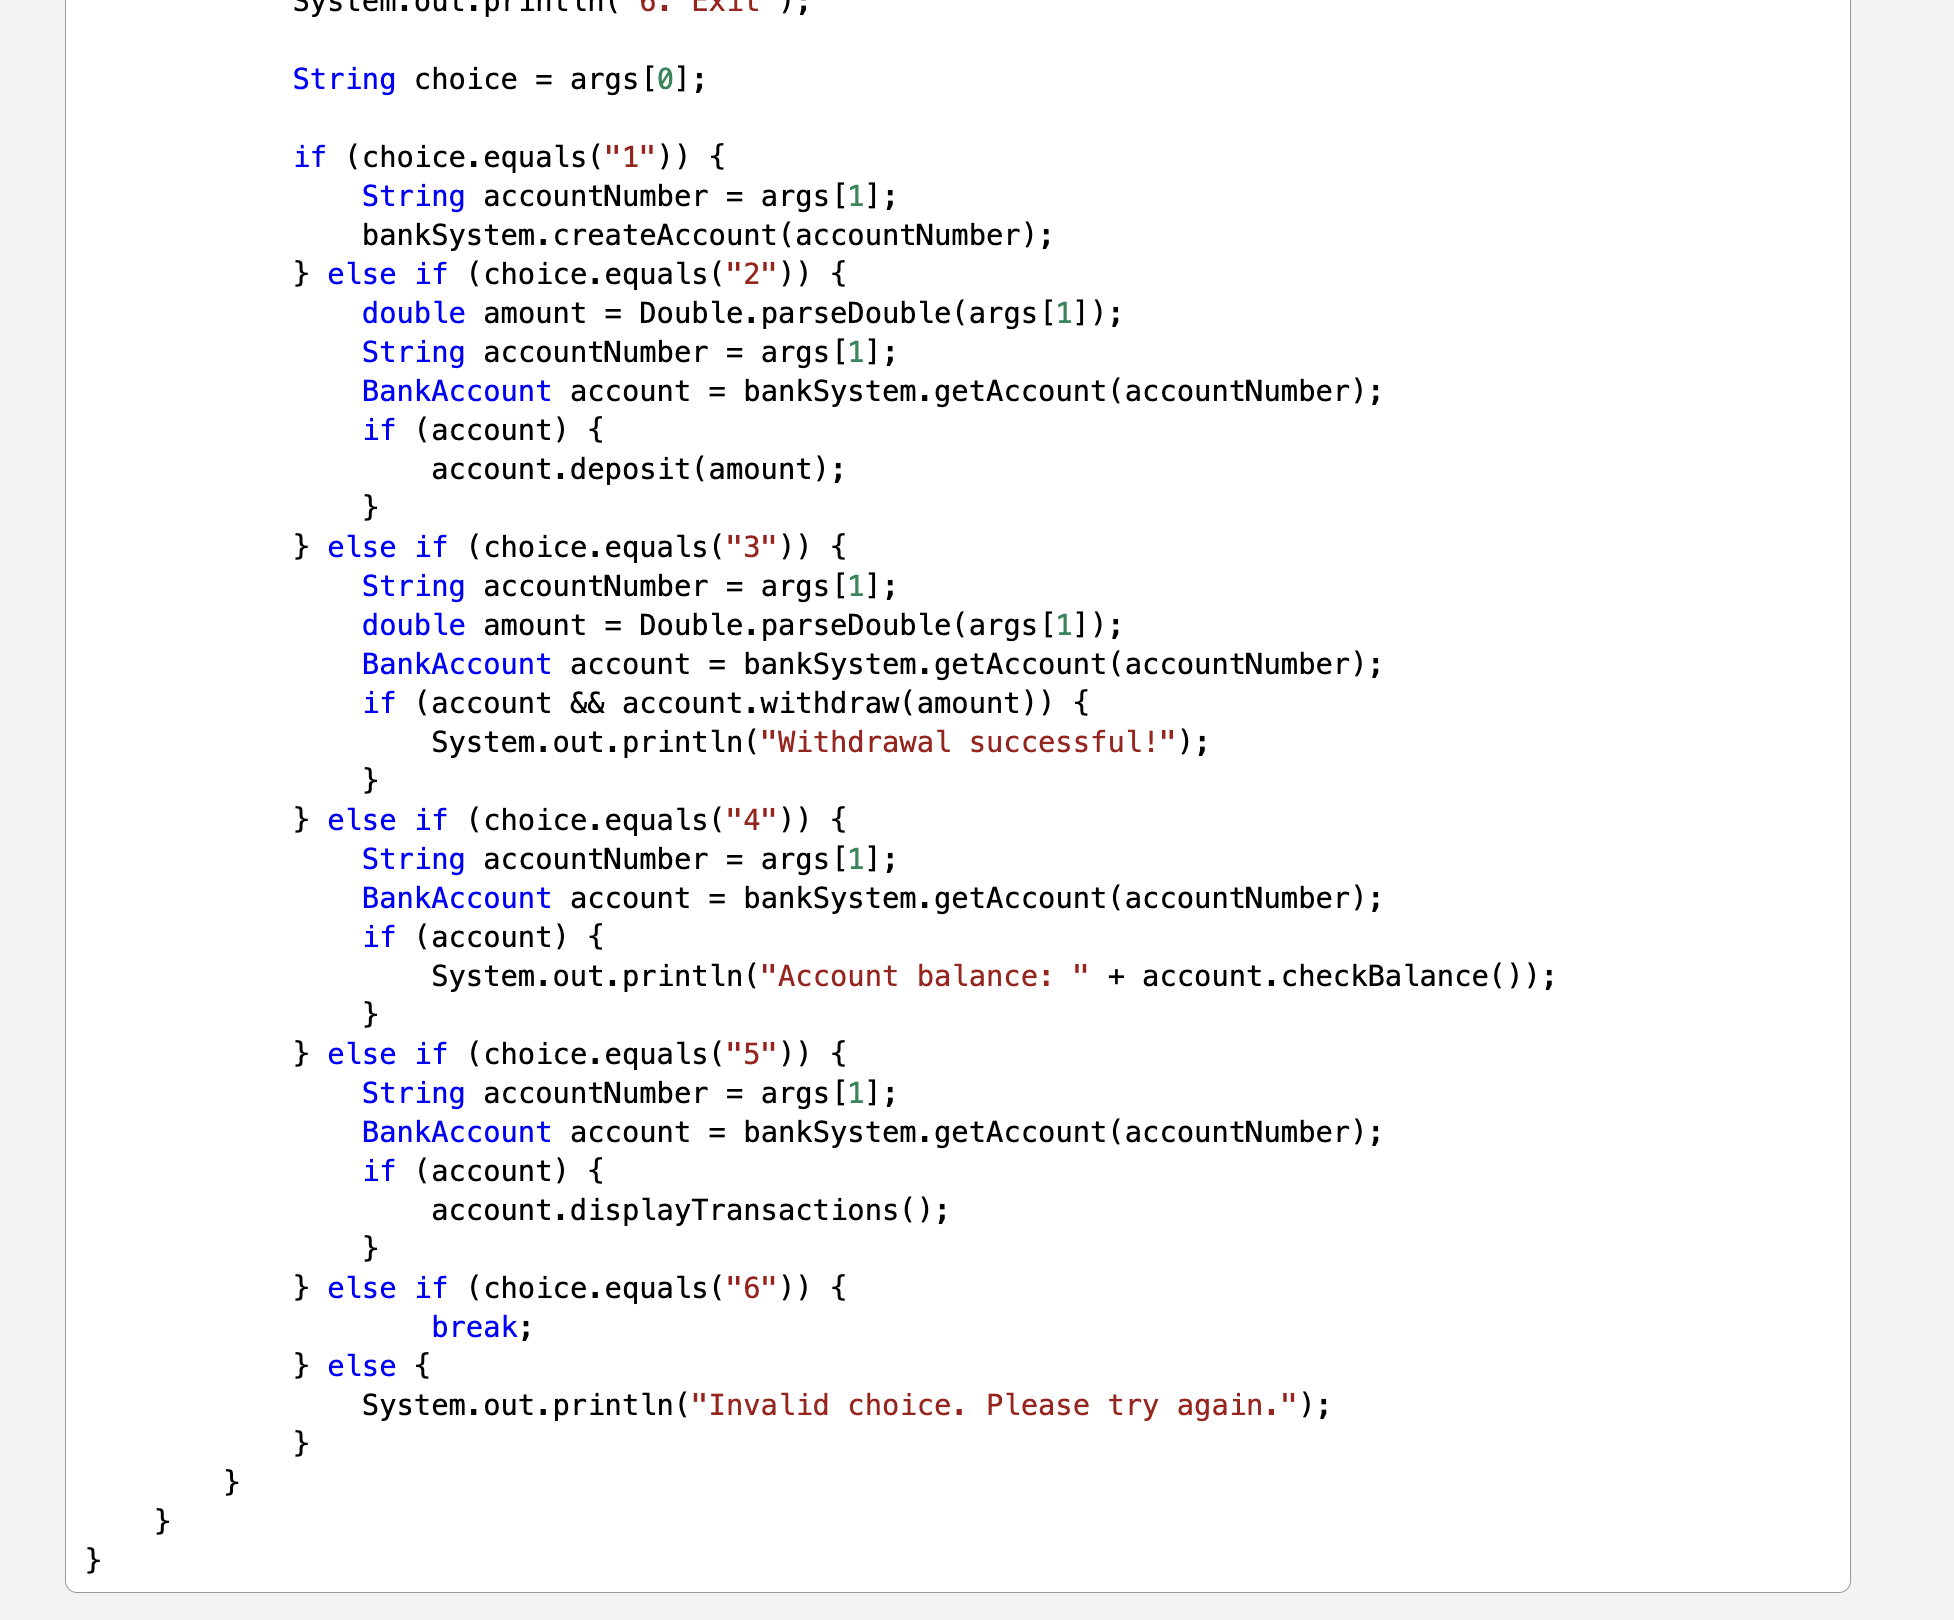 System.out.println("6. Exit");
String choice = args[0];
if (choice.equals("1")) {
String accountNumber = args[1];
bankSystem.createAccount(accountNumber);
} else if (choice.equals("2")) {
double amount = Double.parseDouble(args[1]);
String accountNumber = args[1];
BankAccount account = bankSystem.getAccount(accountNumber);
if (account) {
account.deposit(amount);
}
} else if (choice.equals("3")) {
String accountNumber = args[1];
double amount = Double.parseDouble(args[1]);
BankAccount account = bankSystem.getAccount(accountNumber);
if (account && account.withdraw(amount)) {
System.out.println("Withdrawal successful!");
}
} else if (choice.equals("4")) {
String accountNumber = args[1];
BankAccount account = bankSystem.getAccount(accountNumber);
if (account) {
System.out.println("Account balance: " + account.checkBalance());
}
} else if (choice.equals("5")) {
String accountNumber = args[1];
BankAccount account = bankSystem.getAccount(accountNumber);
if (account) {
account.displayTransactions();
}
} else if (choice.equals("6")) {
break;
} else {
System.out.println("Invalid choice. Please try again.");
}
}
}
}